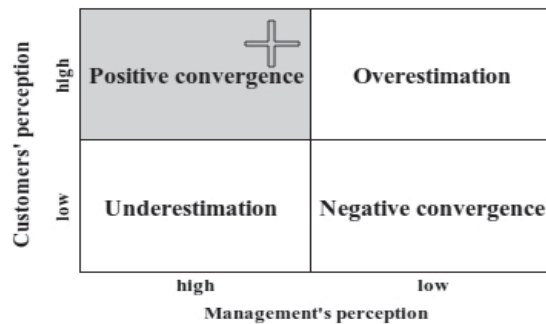 Customers' perception
high
Positive convergence
Overestimation
low
Underestimation
Negative convergence
high
low
Management's perception